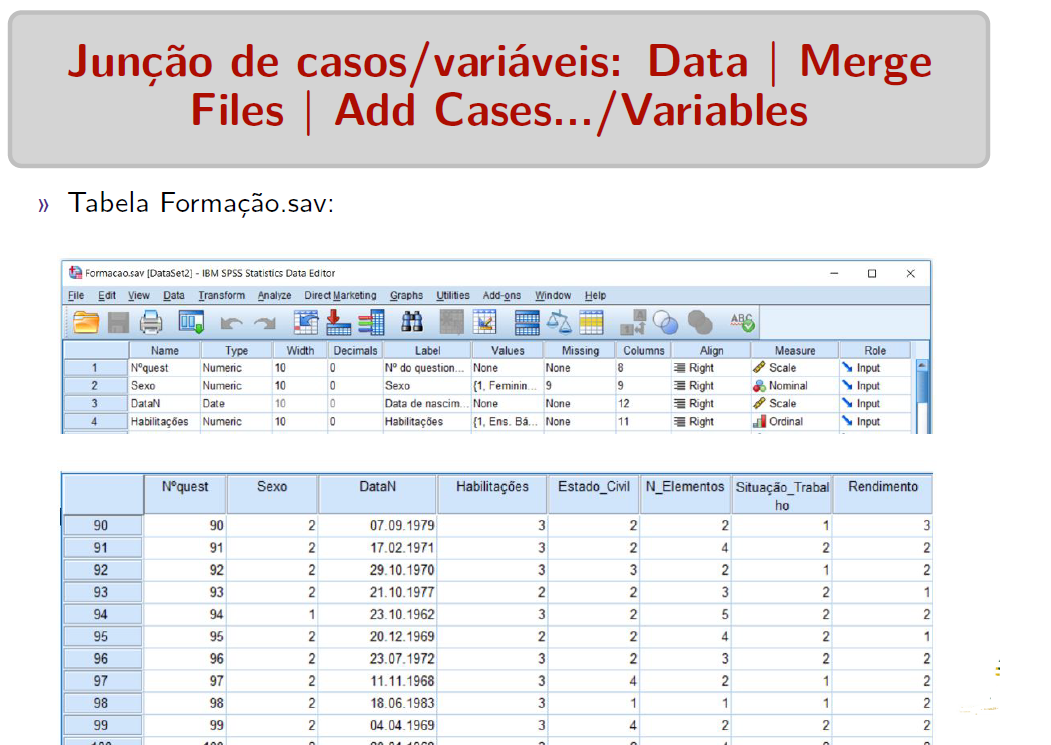 Junção de casos/variáveis: Data | Merge
Files | Add Cases.../Variables
» Tabela Formação.sav:
Formacao.sav [DataSet2] - IBM SPSS Statistics Data Editor
File Edit View Data Transform Analyze Direct Marketing Graphs Utilities Add-ons Window Help
Name Type Width Decimals Label Values Missing Columns Align Measure Role
1 Nºquest Numeric 10 0 Nº do question... None None 8 Right Scale Input
2 Sexo Numeric 10 0 Sexo {1, Feminin... 9 9 Right Nominal Input
3 DataN Date 10 0 Data de nascim... None None 12 Right Scale Input
4 Habilitações Numeric 10 0 Habilitações {1, Ens. Bá... None 11 Right Ordinal Input
Nºquest Sexo DataN Habilitações Estado_Civil N_Elementos Situação_Trabal
ho Rendimento
90 90 2 07.09.1979 3 2 2 1 3
91 91 2 17.02.1971 3 2 4 2 2
92 92 2 29.10.1970 3 3 2 1 2
93 93 2 21.10.1977 2 2 3 2 1
94 94 1 23.10.1962 3 2 5 2 2
95 95 2 20.12.1969 2 2 4 2 1
96 96 2 23.07.1972 3 2 3 2 2
97 97 2 11.11.1968 3 4 2 1 2
98 98 2 18.06.1983 3 1 1 1 2
99 99 2 04.04.1969 3 4 2 2 2